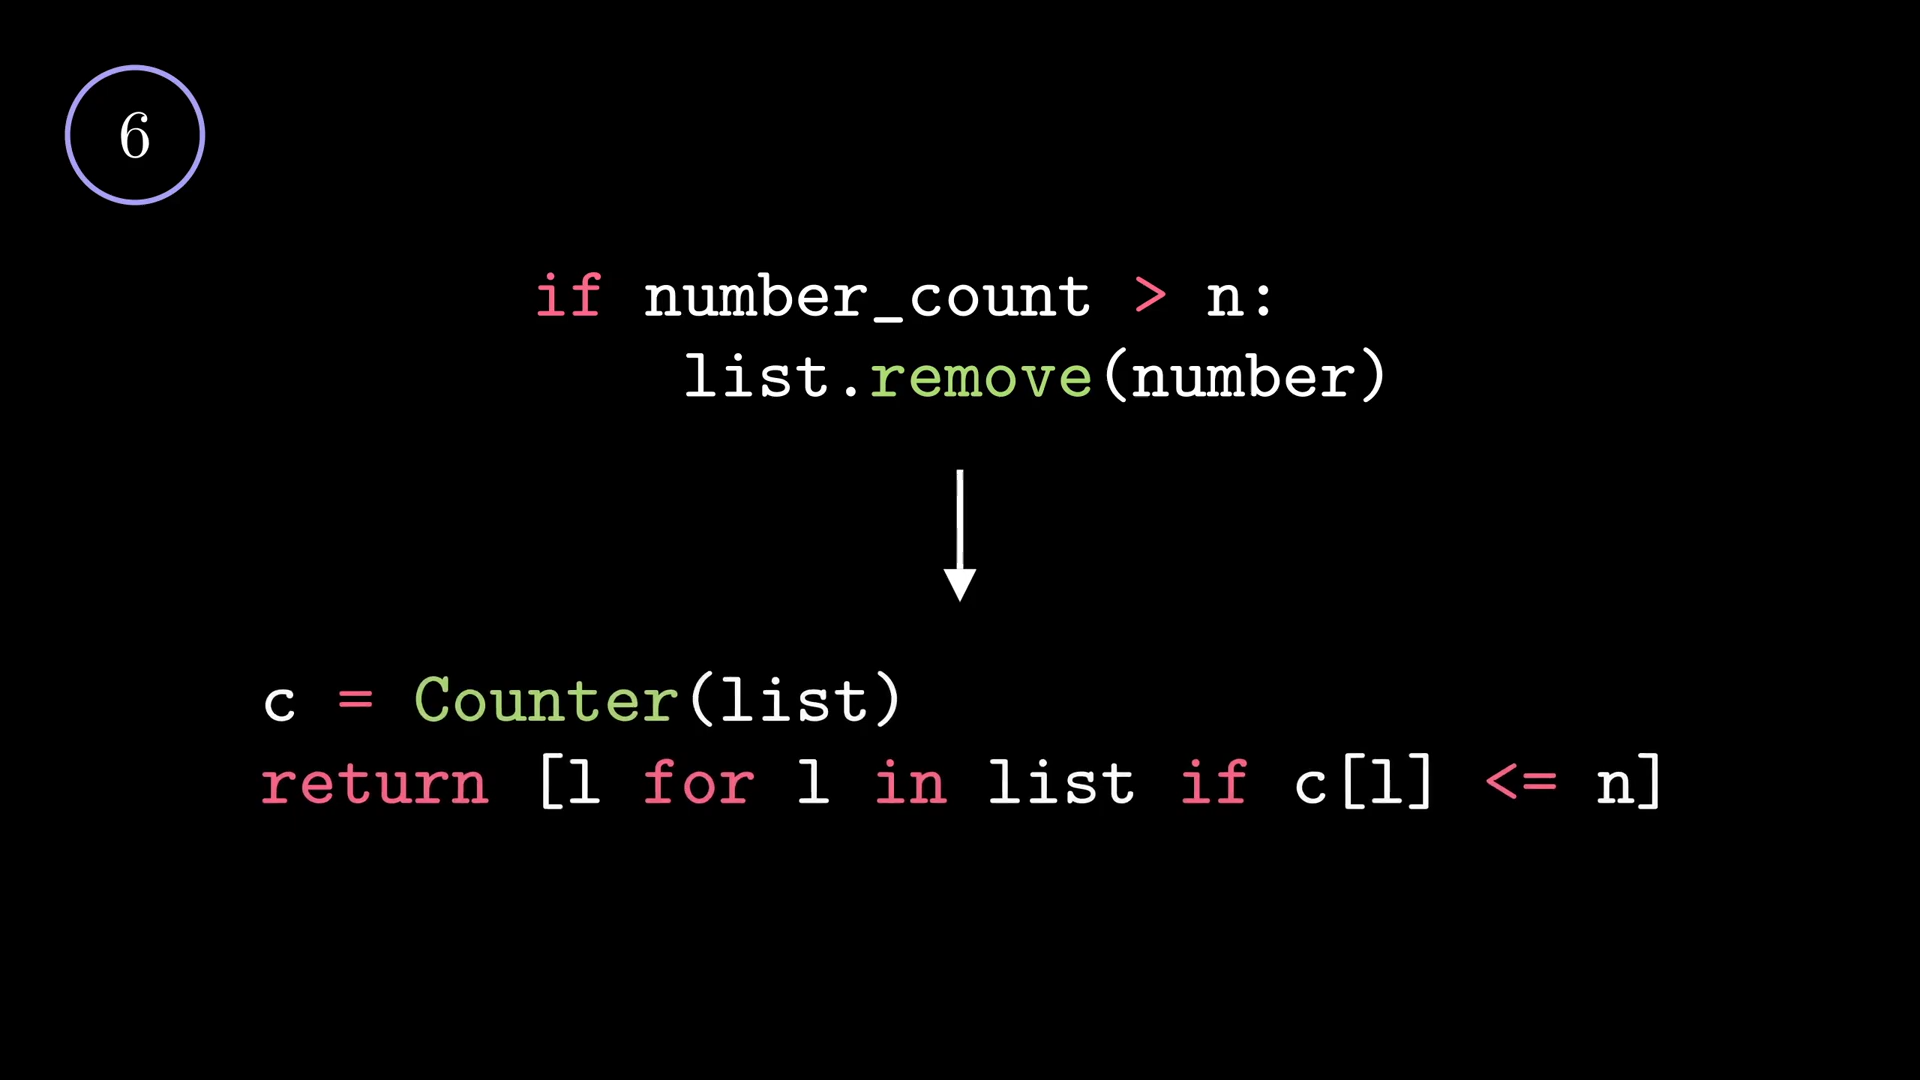 6
if number_count > n:
    list.remove(number)
c = Counter(list)
return [l for l in list if c[l] <= n]